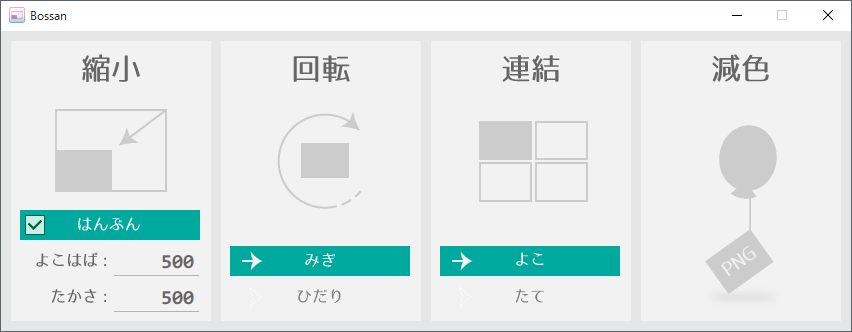 Bossan
縮小
はんぶん
よこはば : 500
たかさ : 500
回転
みぎ
ひだり
連結
よこ
たて
減色
PNG